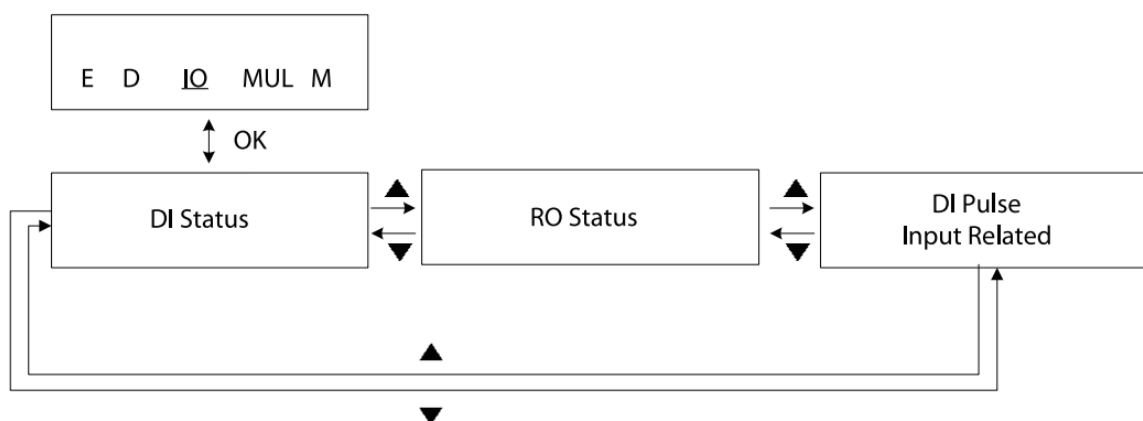 E D IO MUL M
OK
DI Status
RO Status
DI Pulse
Input Related